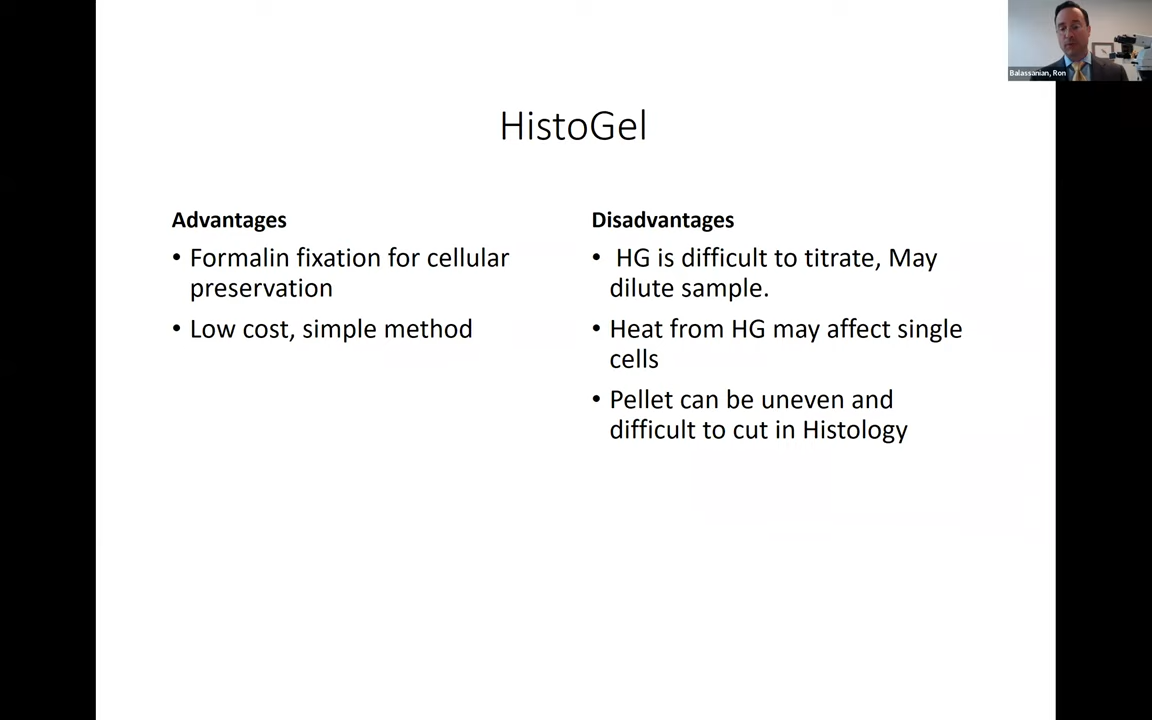 Balassanian, Ron
HistoGel
Advantages
• Formalin fixation for cellular
preservation
• Low cost, simple method
Disadvantages
• HG is difficult to titrate, May
dilute sample.
• Heat from HG may affect single
cells
• Pellet can be uneven and
difficult to cut in Histology